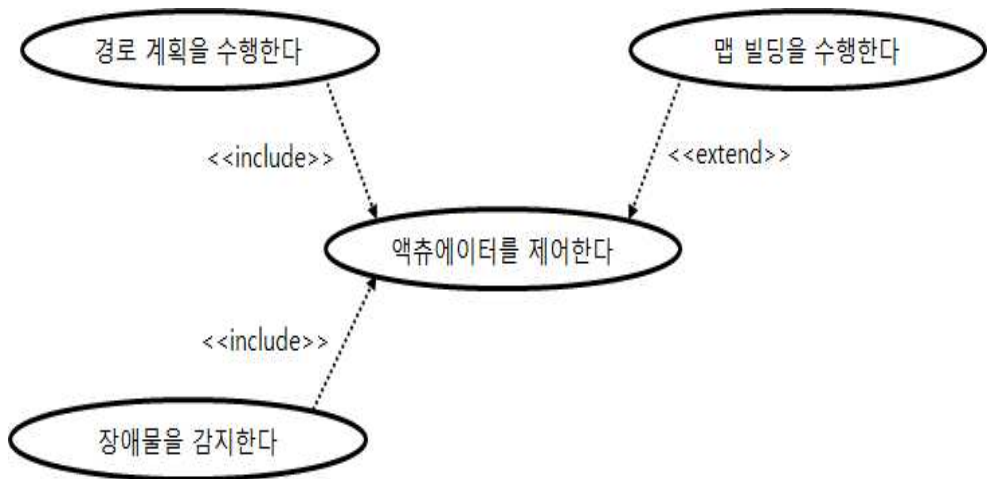 경로 계획을 수행한다
맵 빌딩을 수행한다
<<include>>
<<extend>>
액츄에이터를 제어한다
<<include>>
장애물을 감지한다